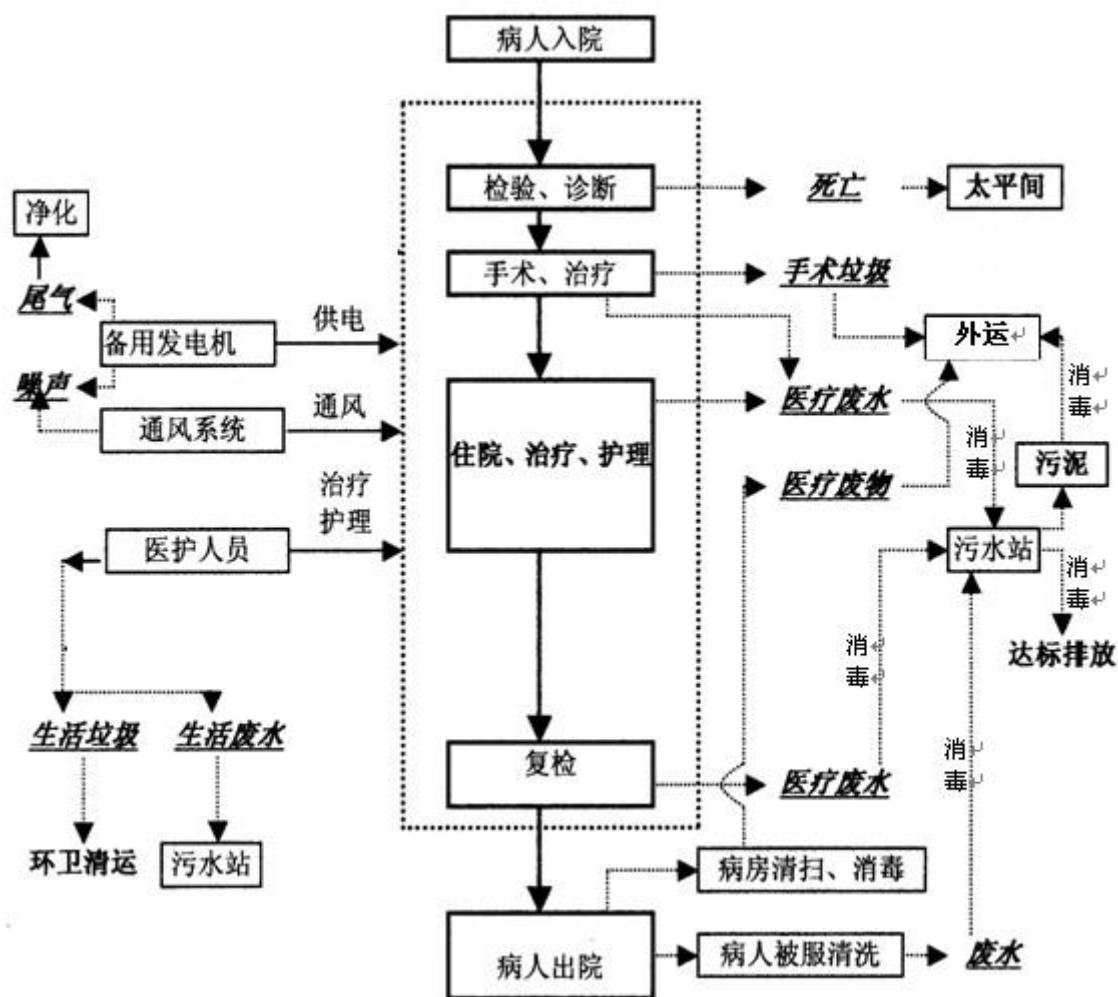 病人入院
检验、诊断
死亡
太平间
净化
手术、治疗
手术垃圾
尾气
供电
备用发电机
外运
噪声
消
毒
通风
医疗废水
通风系统
消
毒
住院、治疗、护理
污泥
治疗
护理
医疗废物
医护人员
污水站
消
毒
消
毒
达标排放
生活垃圾
生活废水
复检
消
毒
医疗废水
环卫清运
污水站
病房清扫、消毒
病人出院
病人被服清洗
废水